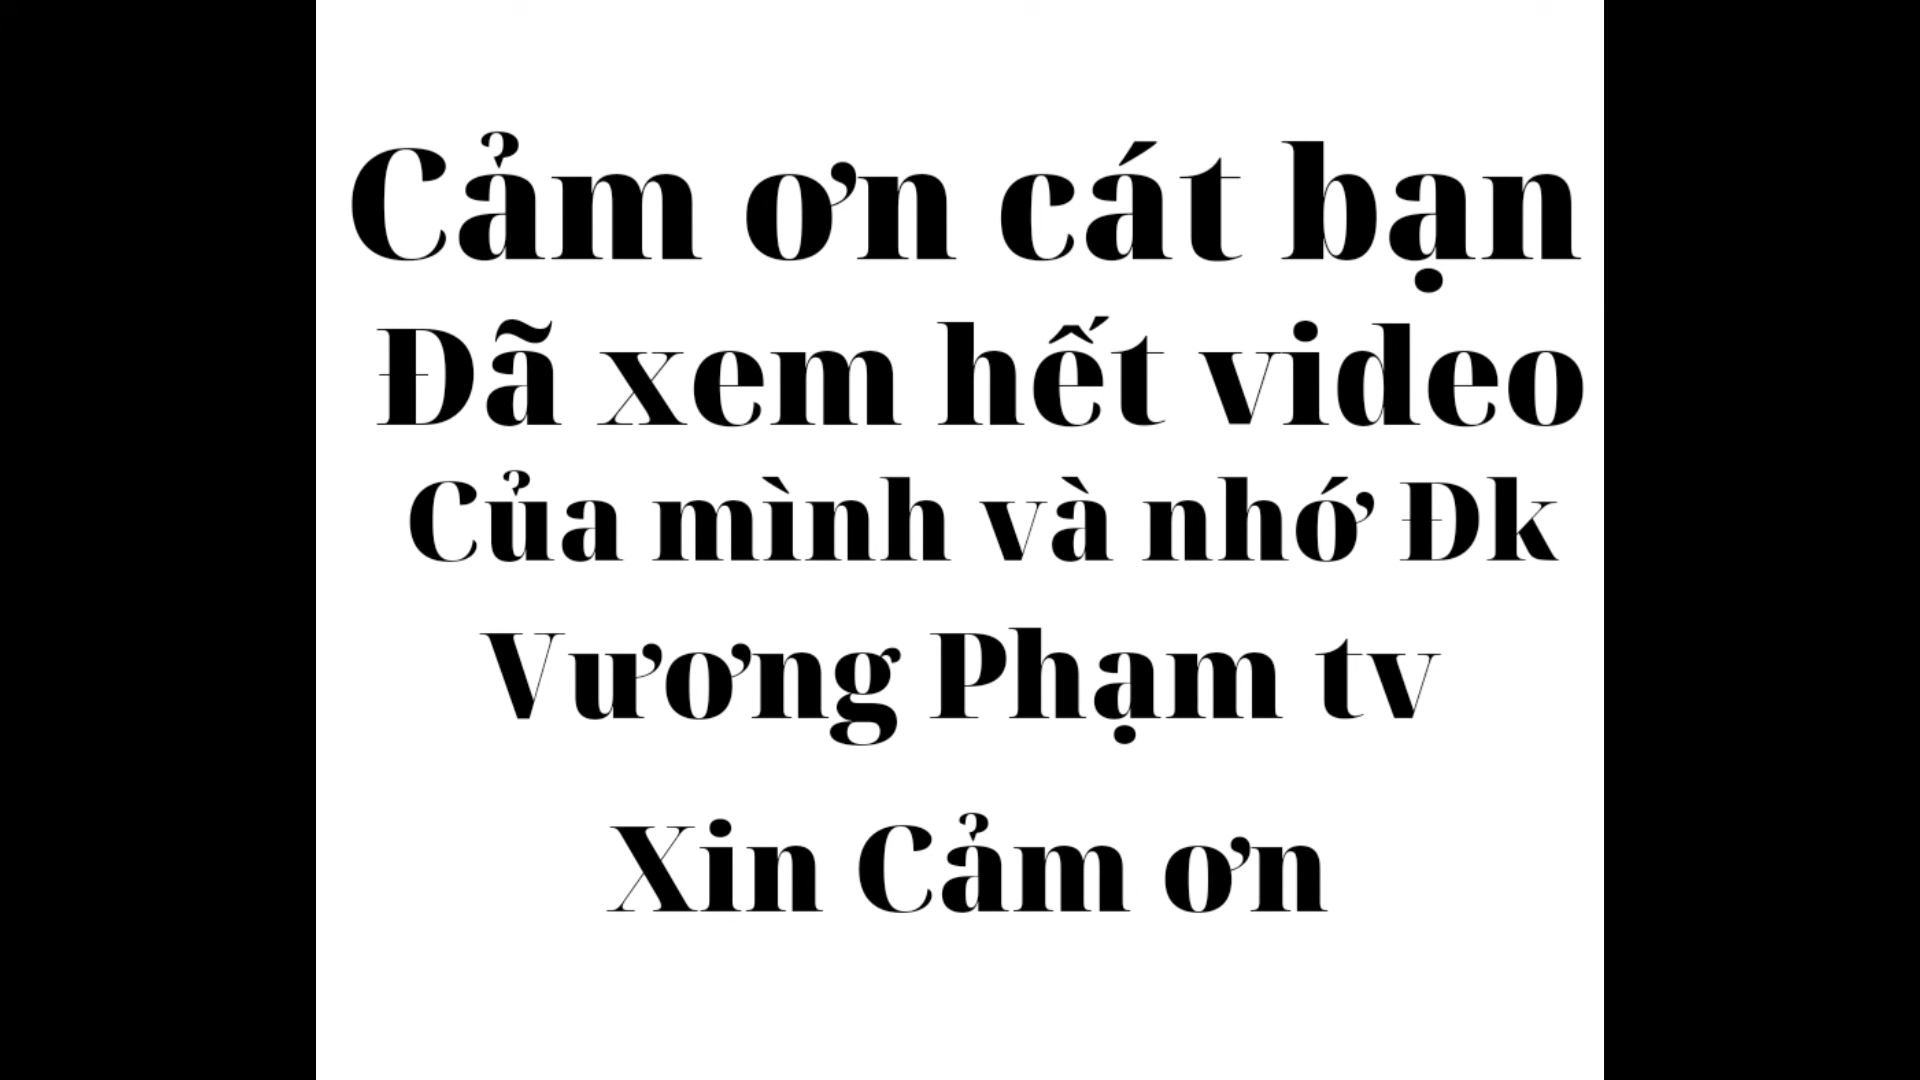 Cảm ơn cát bạn
Đã xem hết video
Của mình và nhớ Đk
Vương Phạm tv
Xin Cảm ơn